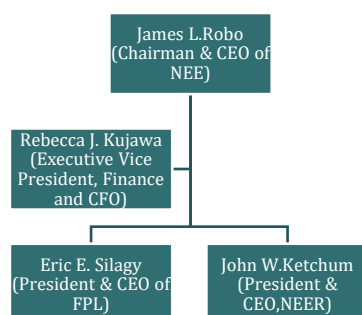 James L.Robo
(Chairman & CEO of
NEE)
Rebecca J. Kujawa
(Executive Vice
President, Finance
and CFO)
Eric E. Silagy
(President & CEO of
FPL)
John W.Ketchum
(President &
CEO,NEER)